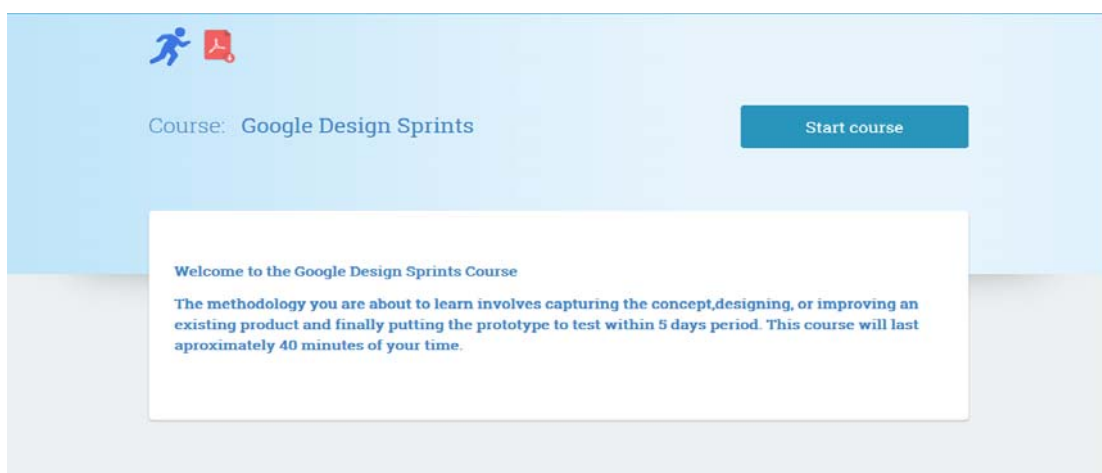 Course: Google Design Sprints
Start course
Welcome to the Google Design Sprints Course
The methodology you are about to learn involves capturing the concept,designing, or improving an
existing product and finally putting the prototype to test within 5 days period. This course will last
aproximately 40 minutes of your time.